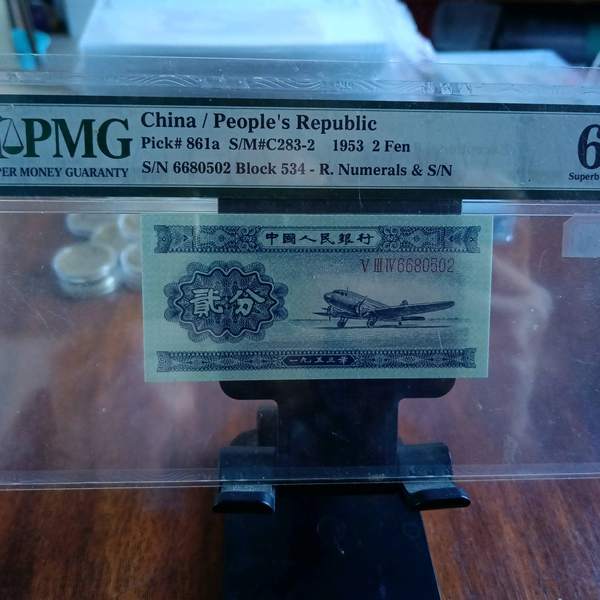 PMG
PER MONEY GUARANTY
China / People's Republic
Pick# 861a S/M#C283-2 1953 2 Fen
S/N 6680502 Block 534 - R. Numerals & S/N
6
Superb
中國人民銀行
V III IV 6680502
貳分
一九五三年